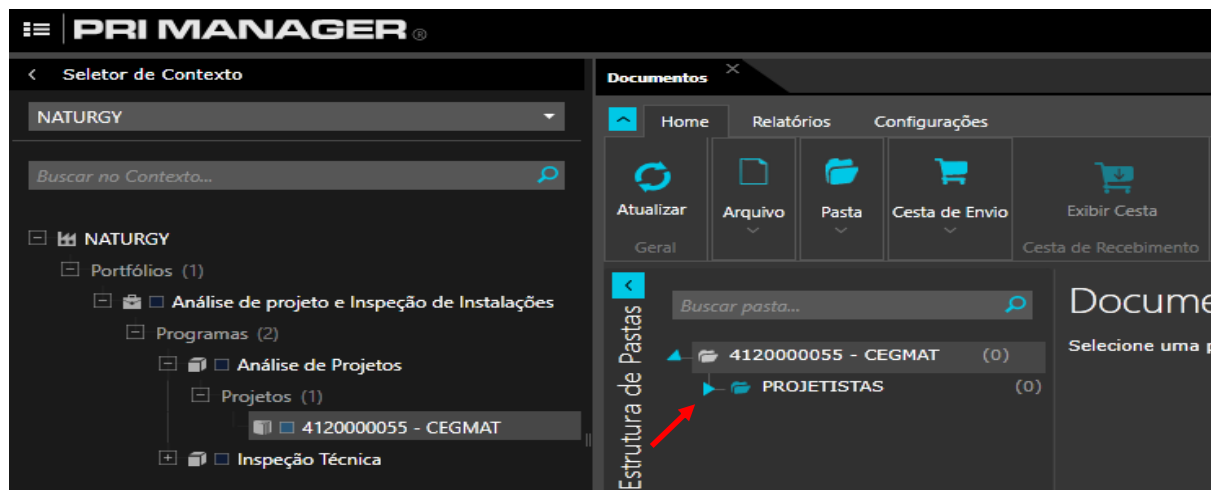 PRI MANAGER®
Seletor de Contexto
NATURGY
Buscar no Contexto...
NATURGY
Portfólios (1)
Análise de projeto e Inspeção de Instalações
Programas (2)
Análise de Projetos
Projetos (1)
4120000055 - CEGMAT
Inspeção Técnica
Documentos
Home Relatórios Configurações
Atualizar Arquivo Pasta Cesta de Envio Exibir Cesta
Geral Cesta de Recebimento
Estrutura de Pastas
Buscar pasta...
4120000055 - CEGMAT (0)
PROJETISTAS (0)
Docume
Selecione uma p